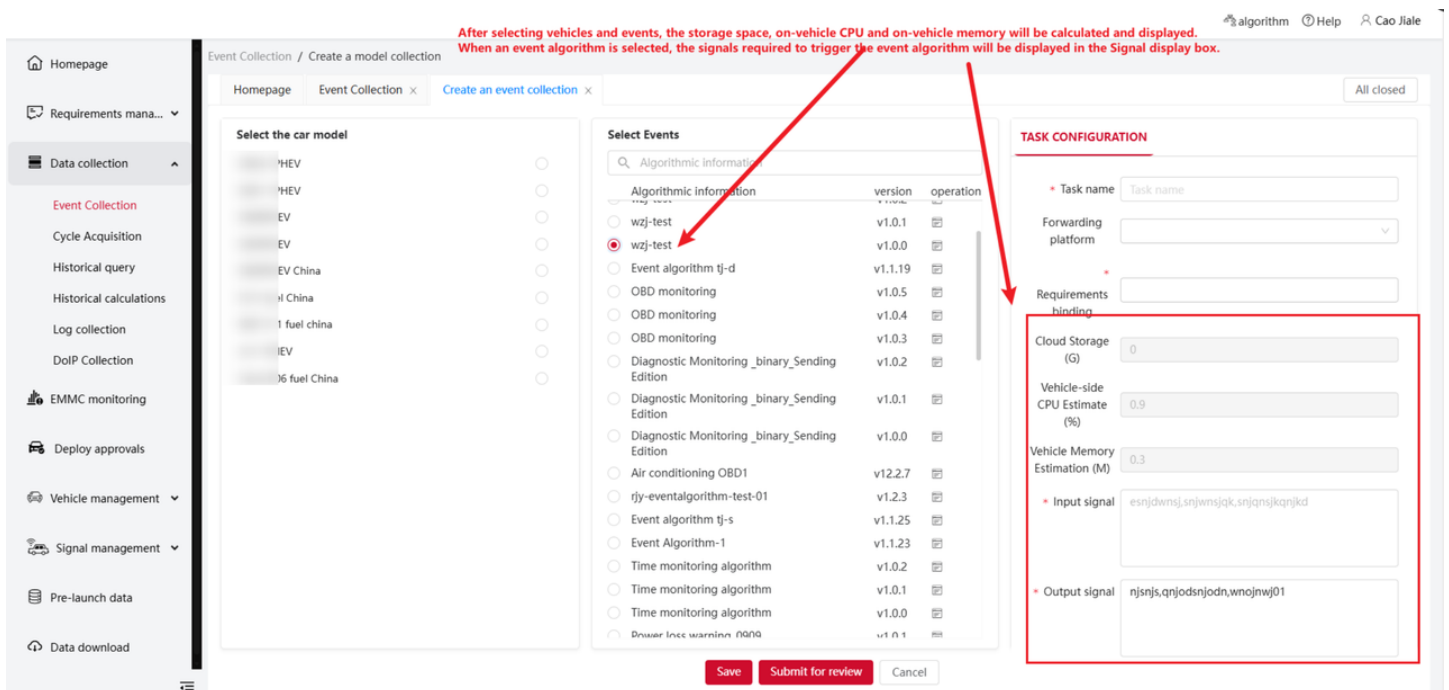 algorithm Help Cao Jiale
After selecting vehicles and events, the storage space, on-vehicle CPU and on-vehicle memory will be calculated and displayed.
When an event algorithm is selected, the signals required to trigger the event algorithm will be displayed in the Signal display box.
Homepage
Requirements mana...
Data collection
Event Collection
Cycle Acquisition
Historical query
Historical calculations
Log collection
DoIP Collection
EMMC monitoring
Deploy approvals
Vehicle management
Signal management
Pre-launch data
Data download
Event Collection / Create a model collection
Homepage Event Collection × Create an event collection × All closed
Select the car model
HEV
HEV
EV
EV
EV China
China
1 fuel china
EV
06 fuel China
Select Events
Algorithmic information
Algorithmic information version operation
wzj-test v1.0.1
wzj-test v1.0.0
Event algorithm tj-d v1.1.19
OBD monitoring v1.0.5
OBD monitoring v1.0.4
OBD monitoring v1.0.3
Diagnostic Monitoring _binary_Sending v1.0.2
Edition
Diagnostic Monitoring _binary_Sending v1.0.1
Edition
Diagnostic Monitoring _binary_Sending v1.0.0
Edition
Air conditioning OBD1 v12.2.7
rjy-eventalgorithm-test-01 v1.2.3
Event algorithm tj-s v1.1.25
Event Algorithm-1 v1.1.23
Time monitoring algorithm v1.0.2
Time monitoring algorithm v1.0.1
Time monitoring algorithm v1.0.0
Power loss warning_0909 v1.0.1
TASK CONFIGURATION
* Task name Task name
Forwarding
platform
*
Requirements
binding
Cloud Storage
(G)
0
Vehicle-side
CPU Estimate
(%)
0.9
Vehicle Memory
Estimation (M)
0.3
* Input signal esnjdwnsj,snjwnsjqk,snjqnsjkqnjkd
* Output signal njsnjs,qnjodsnjodn,wnojnwj01
Save Submit for review Cancel